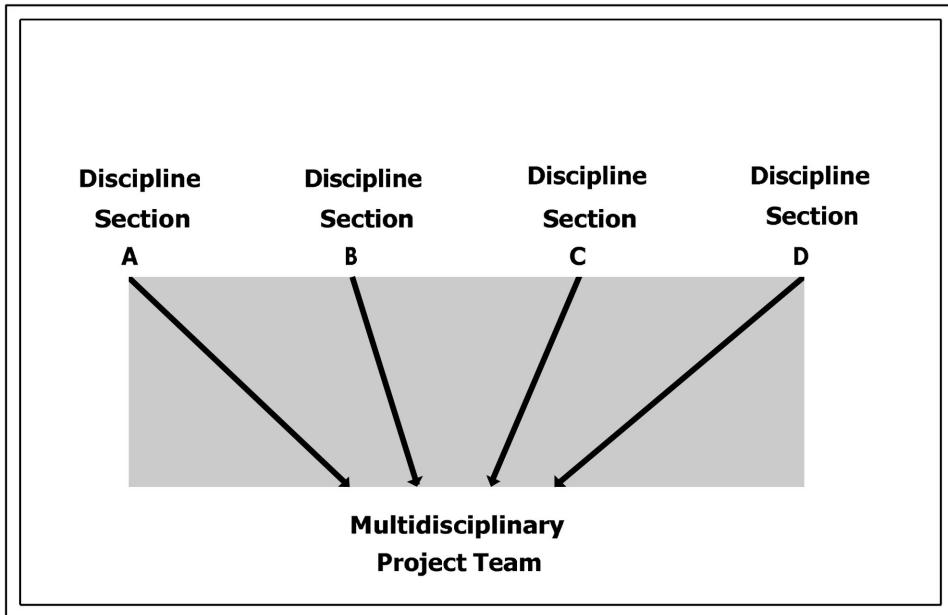 Discipline
Section
A
Discipline
Section
B
Discipline
Section
C
Discipline
Section
D
Multidisciplinary
Project Team